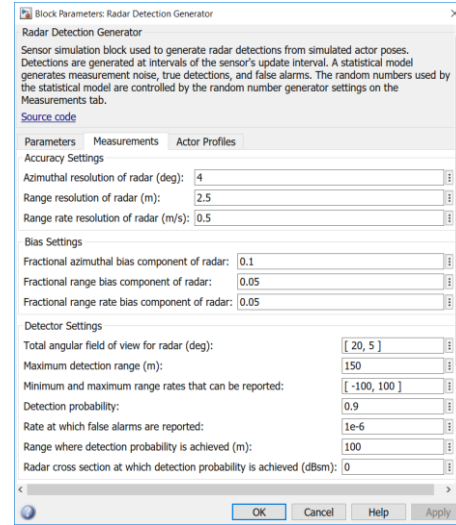 Block Parameters: Radar Detection Generator
Radar Detection Generator
Sensor simulation block used to generate radar detections from simulated actor poses.
Detections are generated at intervals of the sensor's update interval. A statistical model
generates measurement noise, true detections, and false alarms. The random numbers used by
the statistical model are controlled by the random number generator settings on the
Measurements tab.
Source code
Parameters Measurements Actor Profiles
Accuracy Settings
Azimuthal resolution of radar (deg): 4
Range resolution of radar (m): 2.5
Range rate resolution of radar (m/s): 0.5
Bias Settings
Fractional azimuthal bias component of radar: 0.1
Fractional range bias component of radar: 0.05
Fractional range rate bias component of radar: 0.05
Detector Settings
Total angular field of view for radar (deg): [ 20, 5 ]
Maximum detection range (m): 150
Minimum and maximum range rates that can be reported: [ -100, 100 ]
Detection probability: 0.9
Rate at which false alarms are reported: 1e-6
Range where detection probability is achieved (m): 100
Radar cross section at which detection probability is achieved (dBsm): 0
OK Cancel Help Apply